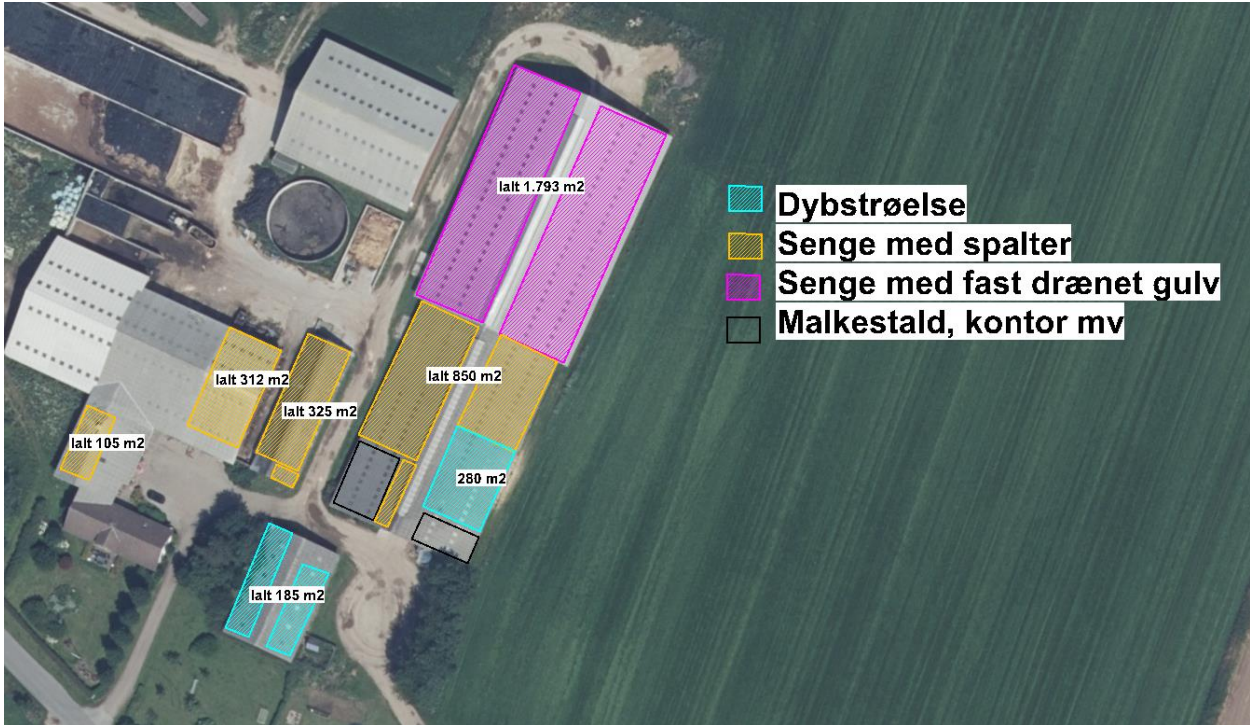 Ialt 1.793 m2
Dybstrøelse
Senge med spalter
Senge med fast drænet gulv
Malkestald, kontor mv
Ialt 850 m2
Ialt 312 m2
Ialt 325 m2
Ialt 105 m2
280 m2
Ialt 185 m2